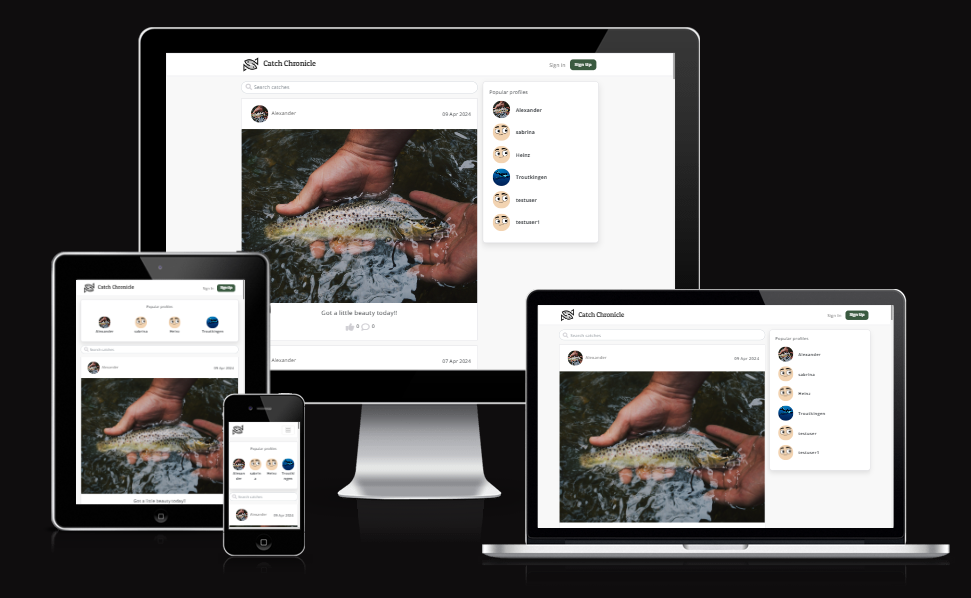 Catch Chronicle
Sign In Sign Up
Search catches
Alexander 09 Apr 2024
Got a little beauty today!!
0 0
Alexander 07 Apr 2024
Popular profiles
Alexander
sabrina
Heinz
Troutkingen
testuser
testuser1
Catch Chronicle
Sign In Sign Up
Popular profiles
Alexander sabrina Heinz Troutkingen
Search catches
Alexander 09 Apr 2024
Got a little beauty today!!
Popular profiles
Alexan sabrin Heinz Troutk
der a ingen
Search catches
Alexander 09 Apr 2024
Catch Chronicle
Sign In Sign Up
Search catches
Alexander 09 Apr 2024
Popular profiles
Alexander
sabrina
Heinz
Troutkingen
testuser
testuser1